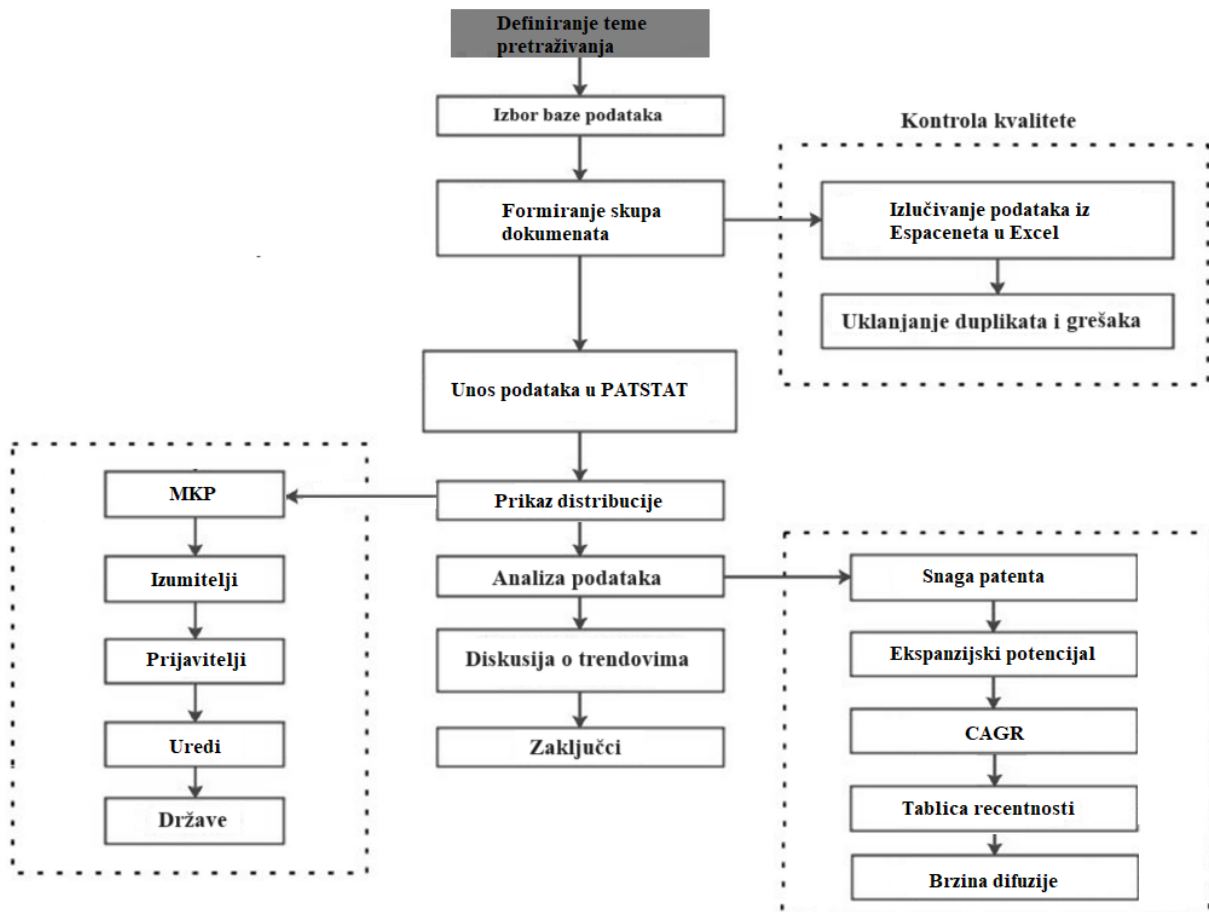 Definiranje teme
pretraživanja
Izbor baze podataka
Kontrola kvalitete
Formiranje skupa
dokumenata
Izlučivanje podataka iz
Espaceneta u Excel
Uklanjanje duplikata i grešaka
Unos podataka u PATSTAT
MKP
Prikaz distribucije
Izumitelji
Analiza podataka
Snaga patenta
Prijavitelji
Diskusija o trendovima
Ekspanzijski potencijal
Uredi
Zaključci
CAGR
Države
Tablica recentnosti
Brzina difuzije